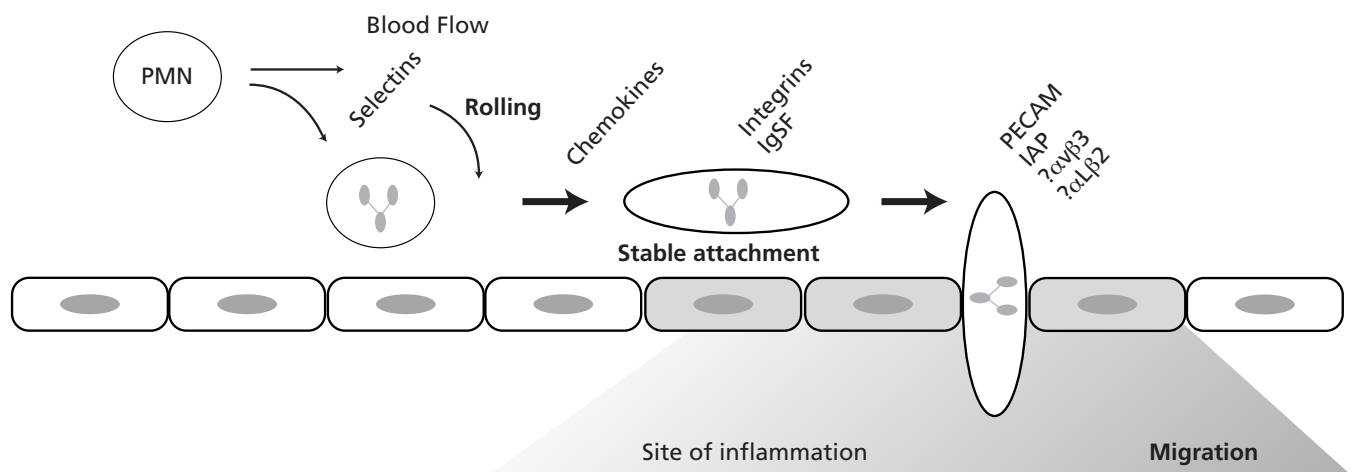 Blood Flow
PMN
Selectins
Rolling
Chemokines
Integrins
IgSF
PECAM
IAP
?αvβ3
?αLβ2
Stable attachment
Site of inflammation
Migration